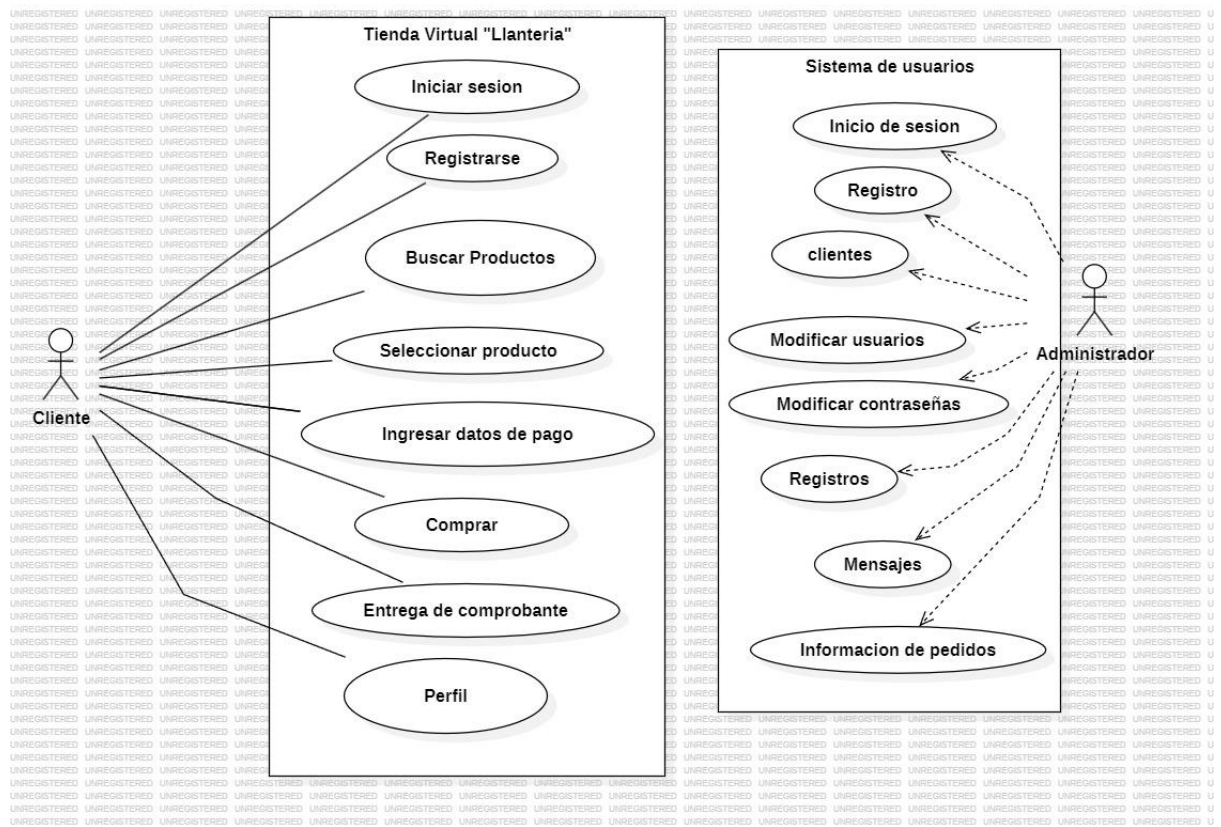 Tienda Virtual "Llanteria"
Iniciar sesion
Registrarse
Buscar Productos
Seleccionar producto
Ingresar datos de pago
Comprar
Entrega de comprobante
Perfil
Cliente
Sistema de usuarios
Inicio de sesion
Registro
clientes
Modificar usuarios
Modificar contraseñas
Registros
Mensajes
Informacion de pedidos
Administrador
UNREGISTERED